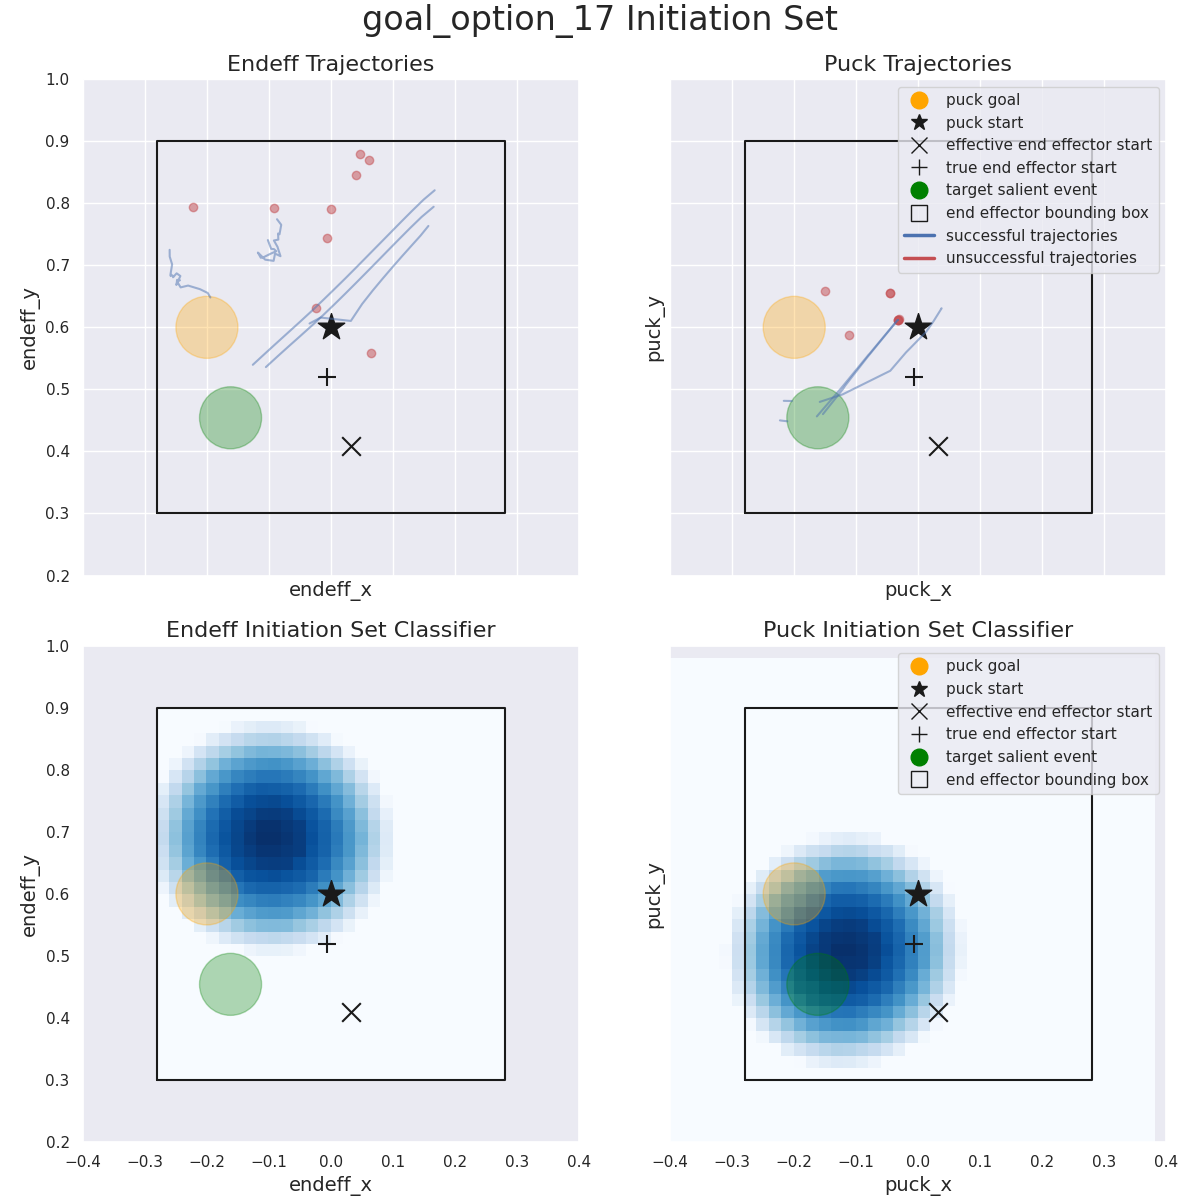 goal_option_17 Initiation Set
Endeff Trajectories
1.0
0.9
0.8
0.7
0.6
0.5
0.4
0.3
0.2
endeff_y
endeff_x
Puck Trajectories
puck goal
puck start
effective end effector start
true end effector start
target salient event
end effector bounding box
successful trajectories
unsuccessful trajectories
puck_y
puck_x
Endeff Initiation Set Classifier
1.0
0.9
0.8
0.7
0.6
0.5
0.4
0.3
0.2
endeff_y
−0.4 −0.3 −0.2 −0.1 0.0 0.1 0.2 0.3 0.4
endeff_x
Puck Initiation Set Classifier
puck goal
puck start
effective end effector start
true end effector start
target salient event
end effector bounding box
puck_y
−0.4 −0.3 −0.2 −0.1 0.0 0.1 0.2 0.3 0.4
puck_x